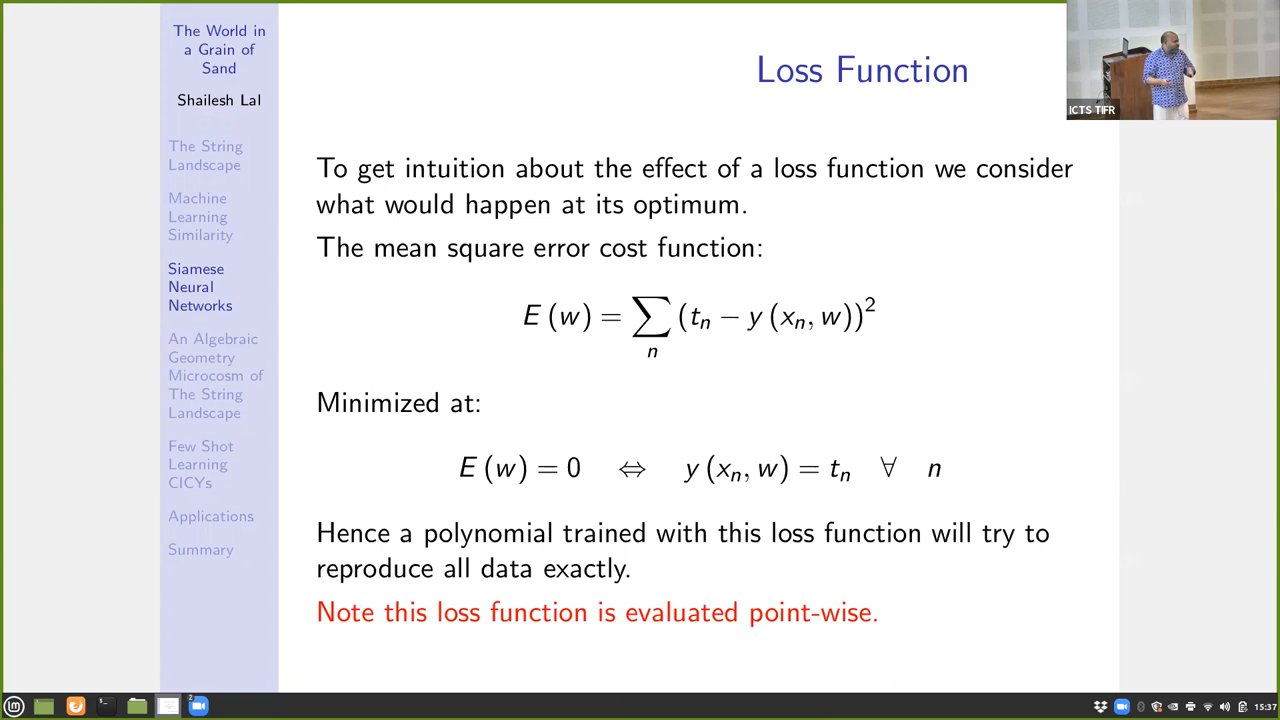 The World in
a Grain of
Sand
Shailesh Lal
The String
Landscape
Machine
Learning
Similarity
Siamese
Neural
Networks
An Algebraic
Geometry
Microcosm of
The String
Landscape
Few Shot
Learning
CICYs
Applications
Summary
Loss Function
To get intuition about the effect of a loss function we consider
what would happen at its optimum.
The mean square error cost function:
E (w) = ∑ₙ (tₙ − y (xₙ, w))²
Minimized at:
E (w) = 0 ⇔ y (xₙ, w) = tₙ ∀ n
Hence a polynomial trained with this loss function will try to
reproduce all data exactly.
Note this loss function is evaluated point-wise.
ICTS TIFR
2
15:37